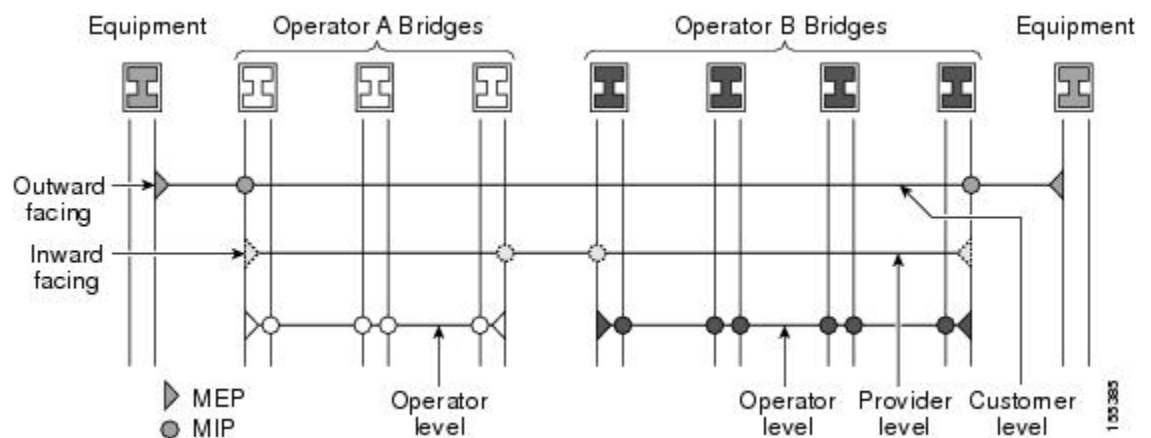 Equipment
Operator A Bridges
Operator B Bridges
Equipment
Outward
facing
Inward
facing
MEP
MIP
Operator
level
Operator
level
Provider
level
Customer
level
155385